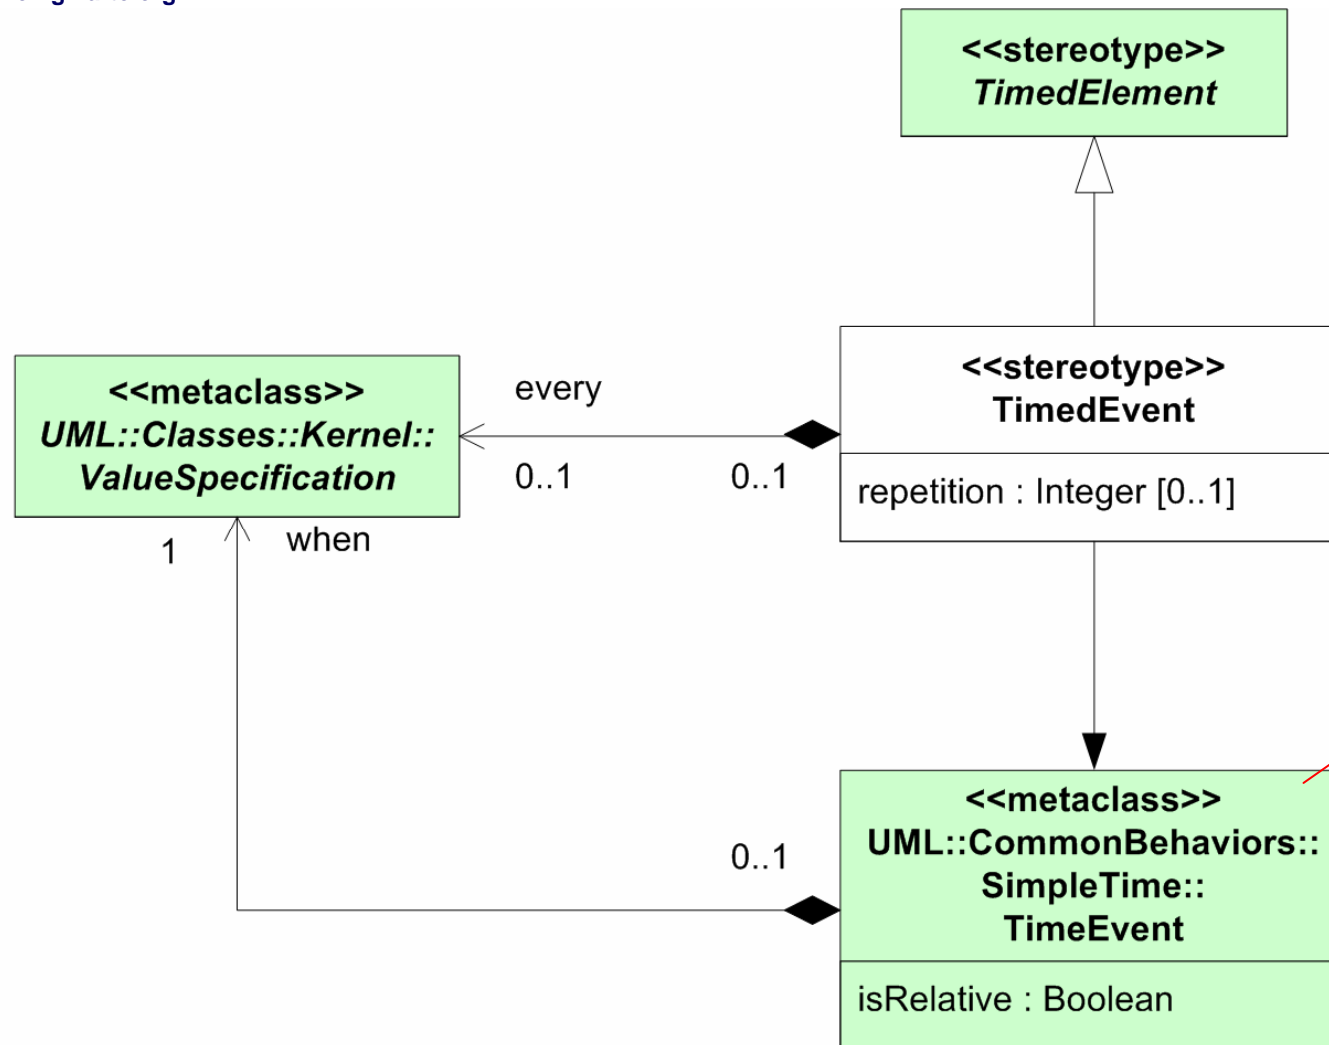 <<stereotype>>
TimedElement
<<stereotype>>
TimedEvent
repetition : Integer [0..1]
<<metaclass>>
UML::Classes::Kernel::
ValueSpecification
every
0..1
0..1
1
when
0..1
<<metaclass>>
UML::CommonBehaviors::
SimpleTime::
TimeEvent
isRelative : Boolean